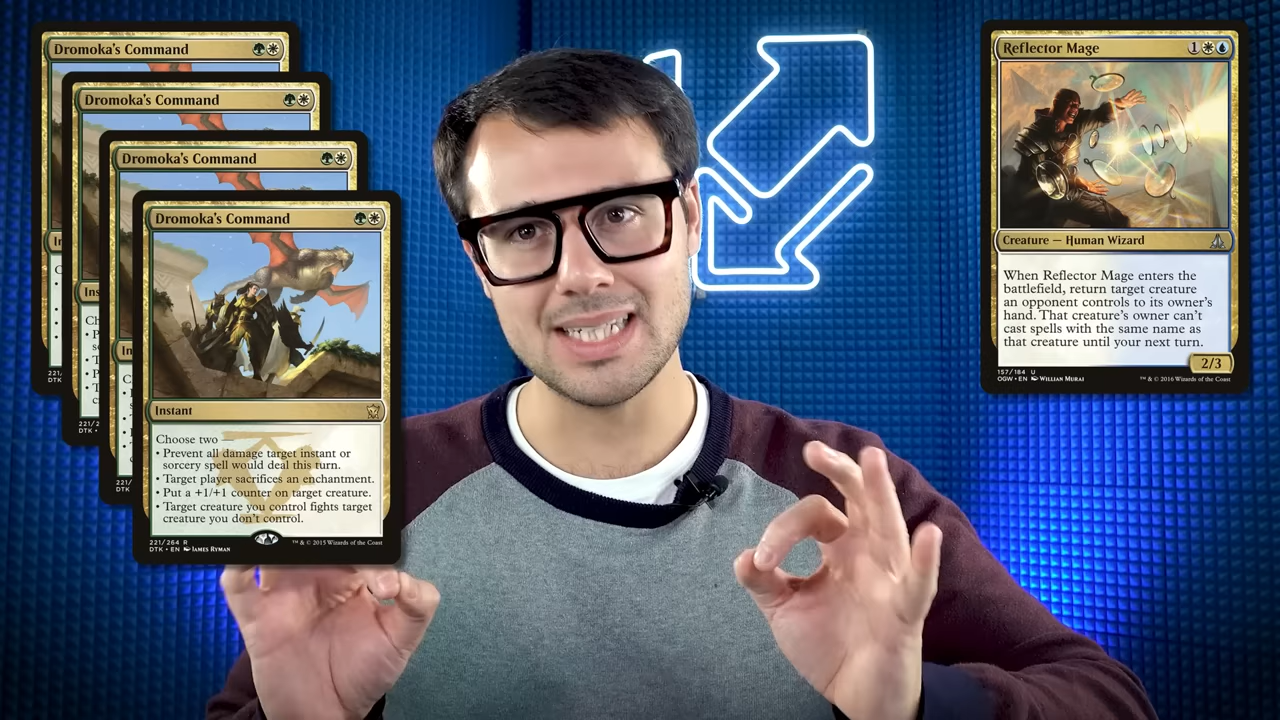 Dromoka's Command
Dromoka's Command
Dromoka's Command
Dromoka's Command
Instant
Choose two —
• Prevent all damage target instant or
sorcery spell would deal this turn.
• Target player sacrifices an enchantment.
• Put a +1/+1 counter on target creature.
• Target creature you control fights target
creature you don't control.
221/264 R
DTK • EN JAMES RYMAN
™ & © 2015 Wizards of the Coast
Reflector Mage
1
Creature — Human Wizard
When Reflector Mage enters the
battlefield, return target creature
an opponent controls to its owner's
hand. That creature's owner can't
cast spells with the same name as
that creature until your next turn.
2/3
157/184 U
OGW • EN WILLIAN MURAI
™ & © 2016 Wizards of the Coast